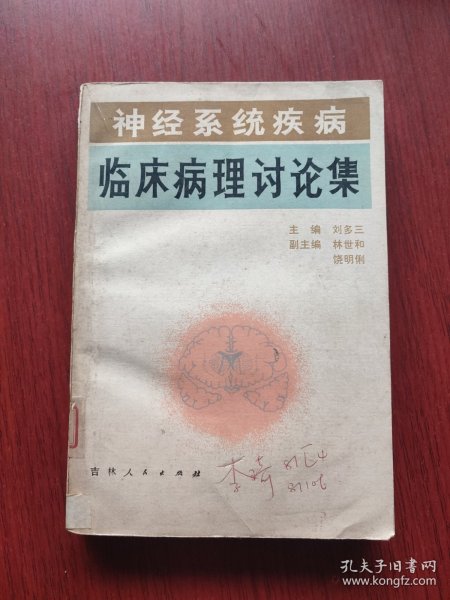 神经系统疾病
临床病理讨论集
主 编 刘多三
副主编 林世和
饶明俐
吉林人民出版社
孔夫子旧书网
www.kongfz.com